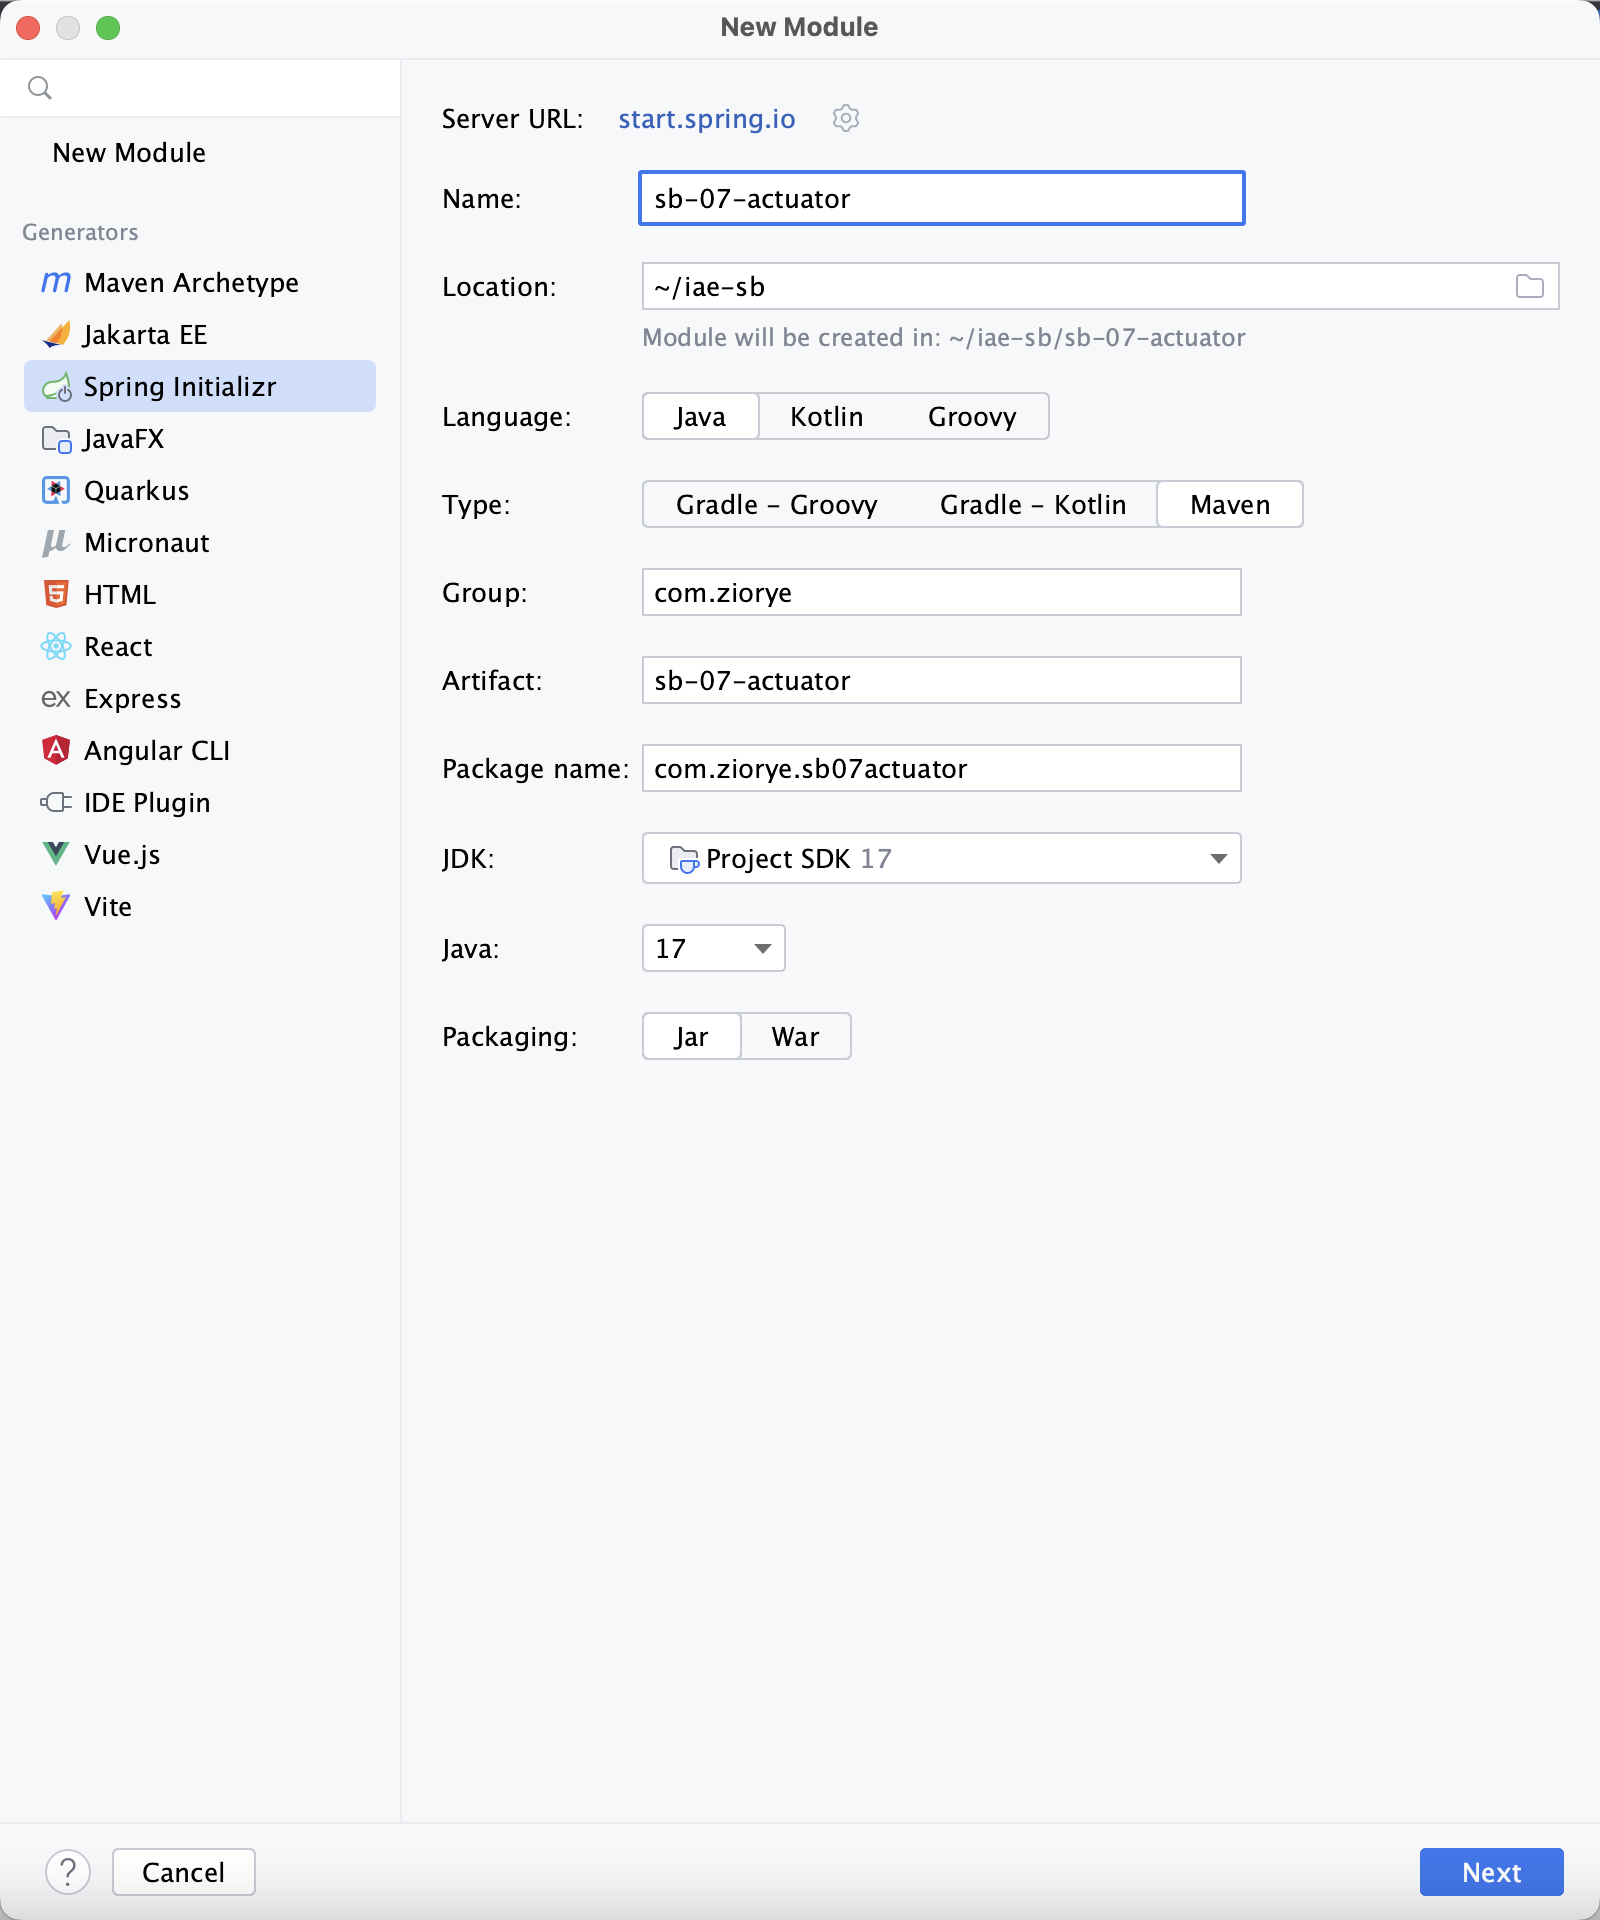 New Module
New Module
Generators
Maven Archetype
Jakarta EE
Spring Initializr
JavaFX
Quarkus
Micronaut
HTML
React
ex Express
Angular CLI
IDE Plugin
Vue.js
Vite
Server URL: start.spring.io
Name: sb-07-actuator
Location: ~/iae-sb
Module will be created in: ~/iae-sb/sb-07-actuator
Language: Java Kotlin Groovy
Type: Gradle - Groovy Gradle - Kotlin Maven
Group: com.ziorye
Artifact: sb-07-actuator
Package name: com.ziorye.sb07actuator
JDK: Project SDK 17
Java: 17
Packaging: Jar War
? Cancel Next